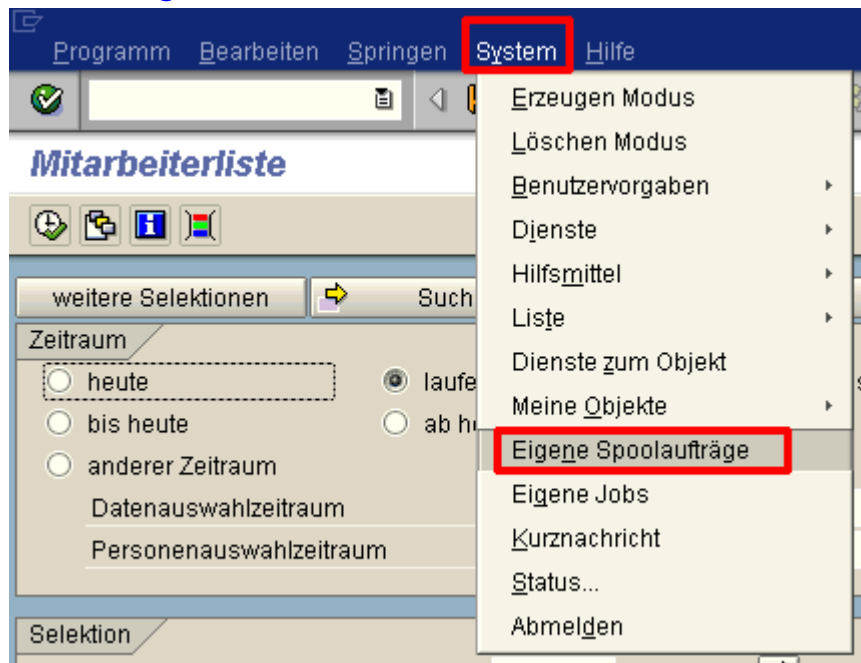 Programm Bearbeiten Springen System Hilfe
Erzeugen Modus
Löschen Modus
Mitarbeiterliste
Benutzervorgaben
Dienste
Hilfsmittel
weitere Selektionen Such
Liste
Zeitraum
Dienste zum Objekt
heute laufe
Meine Objekte
bis heute ab h
Eigene Spoolaufträge
anderer Zeitraum
Eigene Jobs
Datenauswahlzeitraum
Kurznachricht
Personenauswahlzeitraum
Status...
Abmelden
Selektion